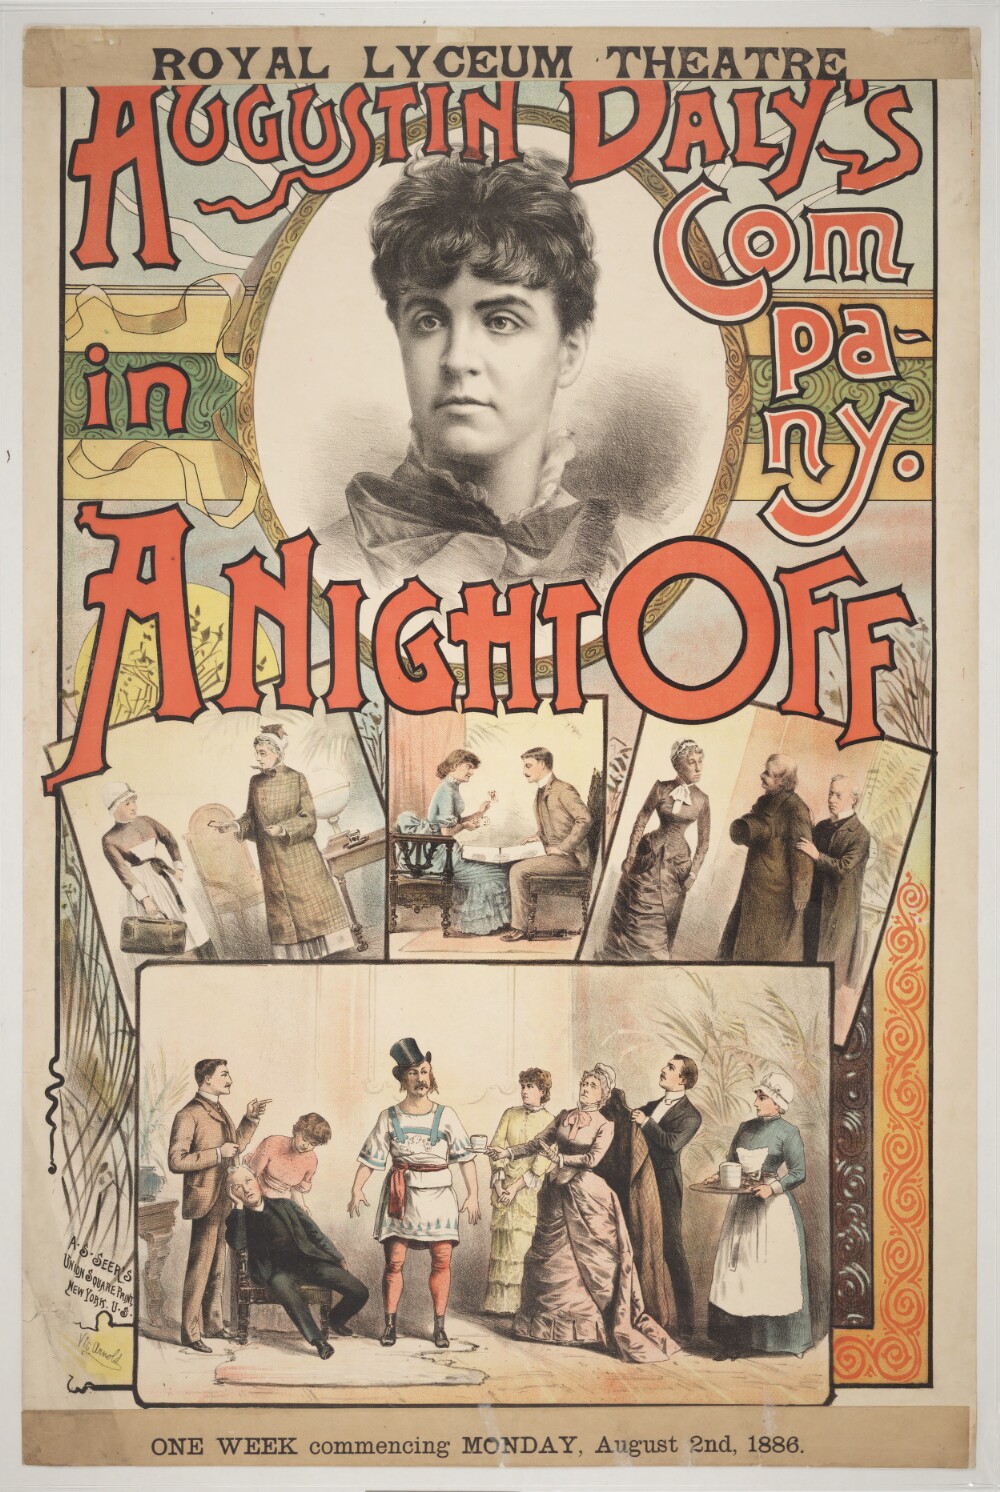 ROYAL LYCEUM THEATRE
AUGUSTIN DALY'S
Com
pa-
ny.
in
A NIGHT OFF
A. S. SEER'S
UNION SQUARE PRINT,
NEW YORK. U. S.
ONE WEEK commencing MONDAY, August 2nd, 1886.